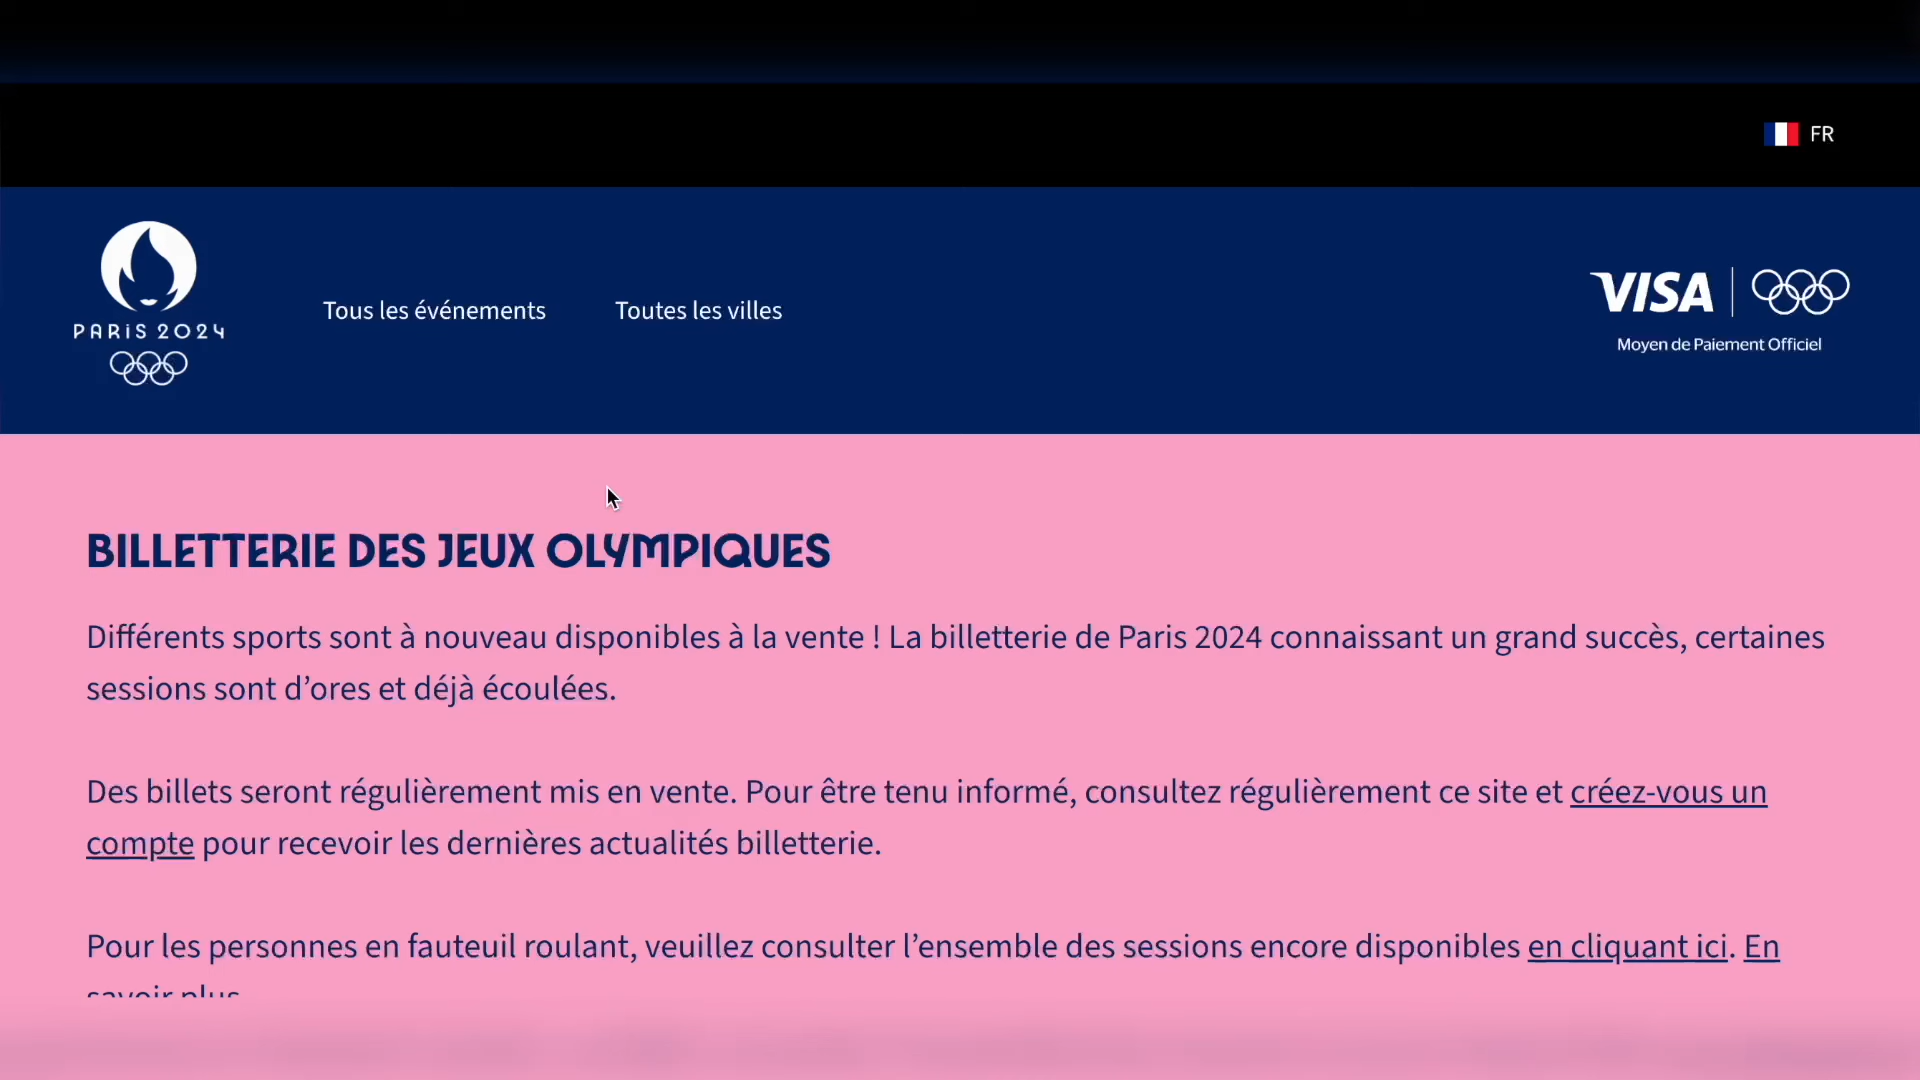 FR
PARIS 2024
Tous les événements
Toutes les villes
VISA
Moyen de Paiement Officiel
BILLETTERIE DES JEUX OLYMPIQUES
Différents sports sont à nouveau disponibles à la vente ! La billetterie de Paris 2024 connaissant un grand succès, certaines
sessions sont d’ores et déjà écoulées.
Des billets seront régulièrement mis en vente. Pour être tenu informé, consultez régulièrement ce site et créez-vous un
compte pour recevoir les dernières actualités billetterie.
Pour les personnes en fauteuil roulant, veuillez consulter l’ensemble des sessions encore disponibles en cliquant ici. En
savoir plus